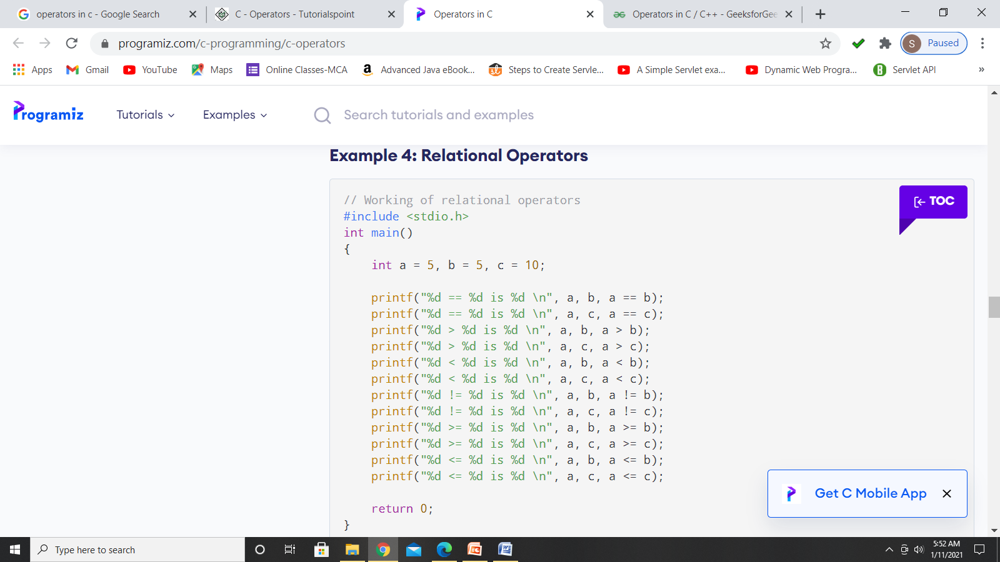 operators in c - Google Search
C - Operators - Tutorialspoint
Operators in C
Operators in C / C++ - GeeksforGee
programiz.com/c-programming/c-operators
S Paused
Apps Gmail YouTube Maps Online Classes-MCA Advanced Java eBook... Steps to Create Servle... A Simple Servlet exa... Dynamic Web Progra... Servlet API »
Programiz Tutorials Examples Search tutorials and examples
Example 4: Relational Operators
TOC
// Working of relational operators
#include <stdio.h>
int main()
{
    int a = 5, b = 5, c = 10;
    printf("%d == %d is %d \n", a, b, a == b);
    printf("%d == %d is %d \n", a, c, a == c);
    printf("%d > %d is %d \n", a, b, a > b);
    printf("%d > %d is %d \n", a, c, a > c);
    printf("%d < %d is %d \n", a, b, a < b);
    printf("%d < %d is %d \n", a, c, a < c);
    printf("%d != %d is %d \n", a, b, a != b);
    printf("%d != %d is %d \n", a, c, a != c);
    printf("%d >= %d is %d \n", a, b, a >= b);
    printf("%d >= %d is %d \n", a, c, a >= c);
    printf("%d <= %d is %d \n", a, b, a <= b);
    printf("%d <= %d is %d \n", a, c, a <= c);
    return 0;
}
Get C Mobile App
Type here to search
5:52 AM
1/11/2021